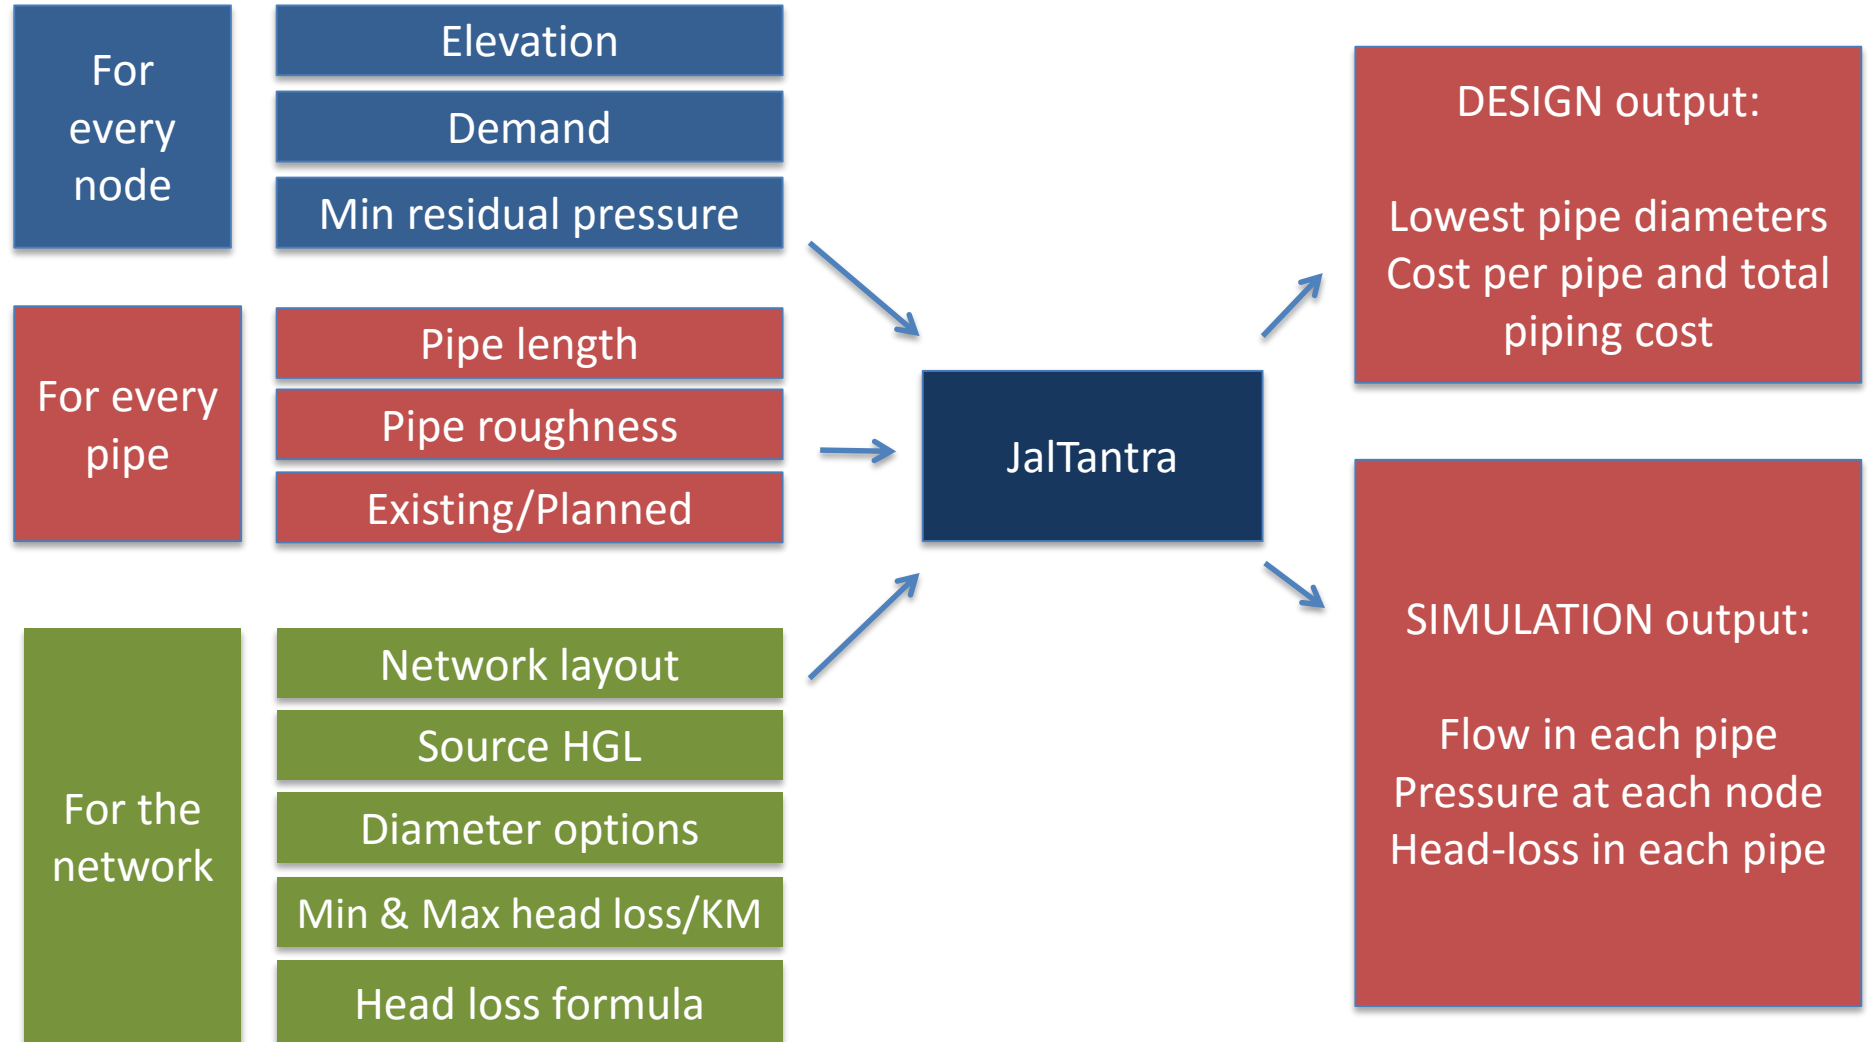 For
every
node
Elevation
Demand
Min residual pressure
For every
pipe
Pipe length
Pipe roughness
Existing/Planned
For the
network
Network layout
Source HGL
Diameter options
Min & Max head loss/KM
Head loss formula
JalTantra
DESIGN output:
Lowest pipe diameters
Cost per pipe and total
piping cost
SIMULATION output:
Flow in each pipe
Pressure at each node
Head-loss in each pipe